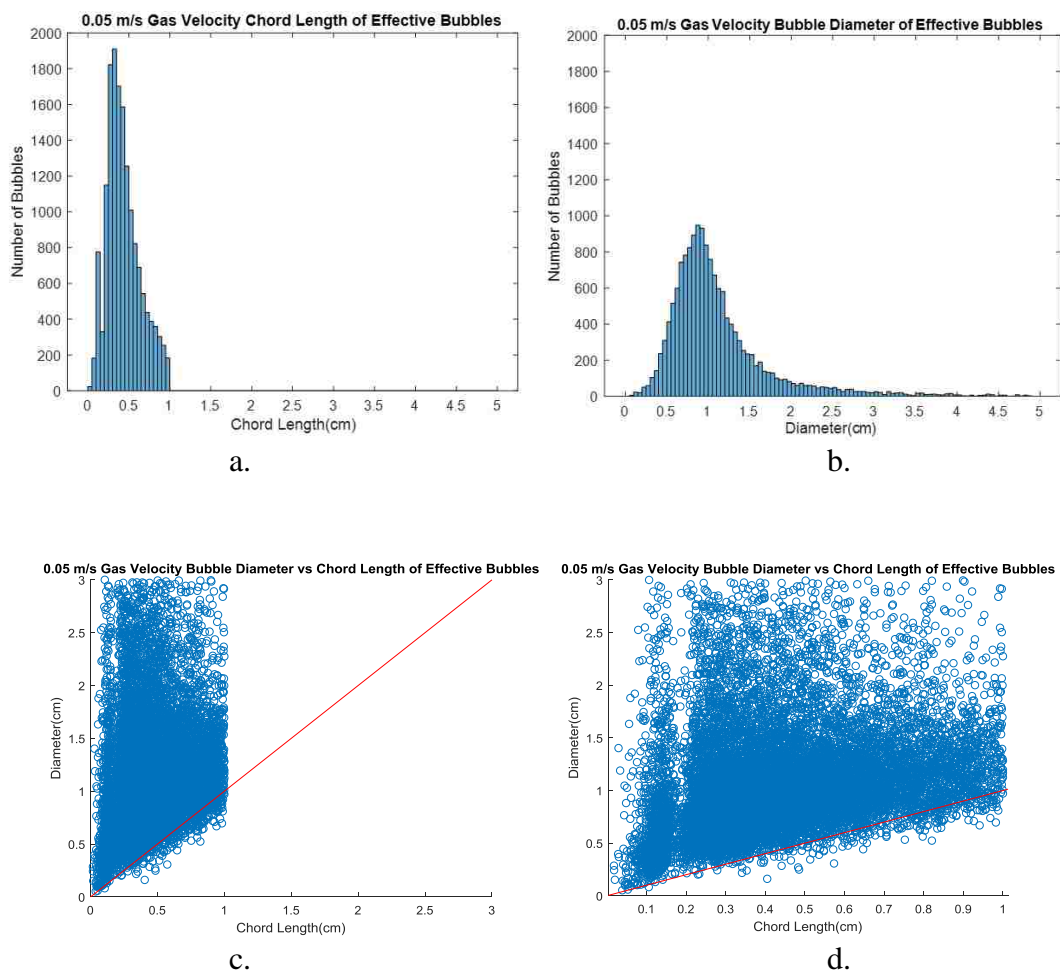 0.05 m/s Gas Velocity Chord Length of Effective Bubbles
2000
1800
1600
1400
1200
1000
800
600
400
200
0
Number of Bubbles
0 0.5 1 1.5 2 2.5 3 3.5 4 4.5 5
Chord Length(cm)
a.
0.05 m/s Gas Velocity Bubble Diameter of Effective Bubbles
2000
1800
1600
1400
1200
1000
800
600
400
200
0
Number of Bubbles
0 0.5 1 1.5 2 2.5 3 3.5 4 4.5 5
Diameter(cm)
b.
0.05 m/s Gas Velocity Bubble Diameter vs Chord Length of Effective Bubbles
3
2.5
2
1.5
1
0.5
0
Diameter(cm)
0 0.5 1 1.5 2 2.5 3
Chord Length(cm)
c.
0.05 m/s Gas Velocity Bubble Diameter vs Chord Length of Effective Bubbles
3
2.5
2
1.5
1
0.5
0
Diameter(cm)
0.1 0.2 0.3 0.4 0.5 0.6 0.7 0.8 0.9 1
Chord Length(cm)
d.